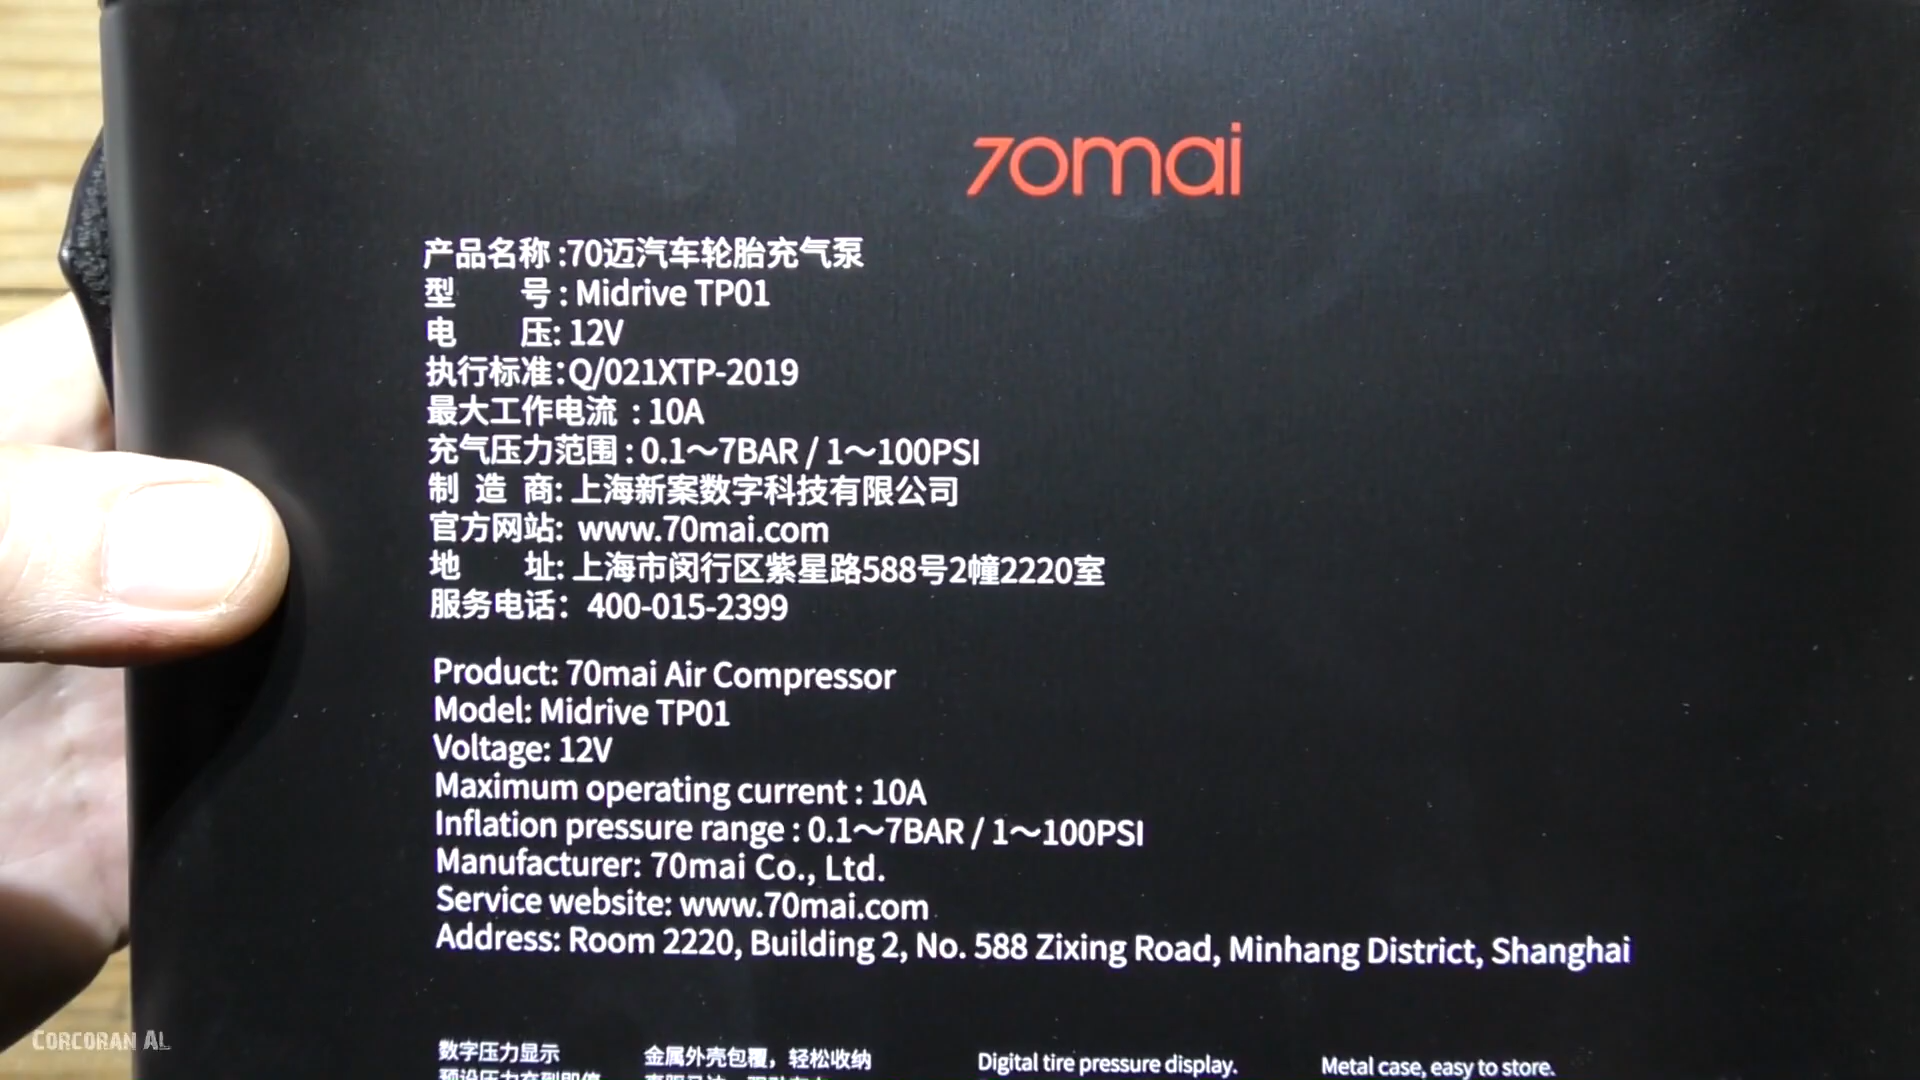 70mai
产品名称 :70迈汽车轮胎充气泵
型 号 : Midrive TP01
电 压: 12V
执行标准:Q/021XTP-2019
最大工作电流 : 10A
充气压力范围 : 0.1～7BAR / 1～100PSI
制 造 商: 上海新案数字科技有限公司
官方网站: www.70mai.com
地 址: 上海市闵行区紫星路588号2幢2220室
服务电话: 400-015-2399
Product: 70mai Air Compressor
Model: Midrive TP01
Voltage: 12V
Maximum operating current : 10A
Inflation pressure range : 0.1～7BAR / 1～100PSI
Manufacturer: 70mai Co., Ltd.
Service website: www.70mai.com
Address: Room 2220, Building 2, No. 588 Zixing Road, Minhang District, Shanghai
数字压力显示 金属外壳包覆，轻松收纳 Digital tire pressure display. Metal case, easy to store.
CORCORAN AL